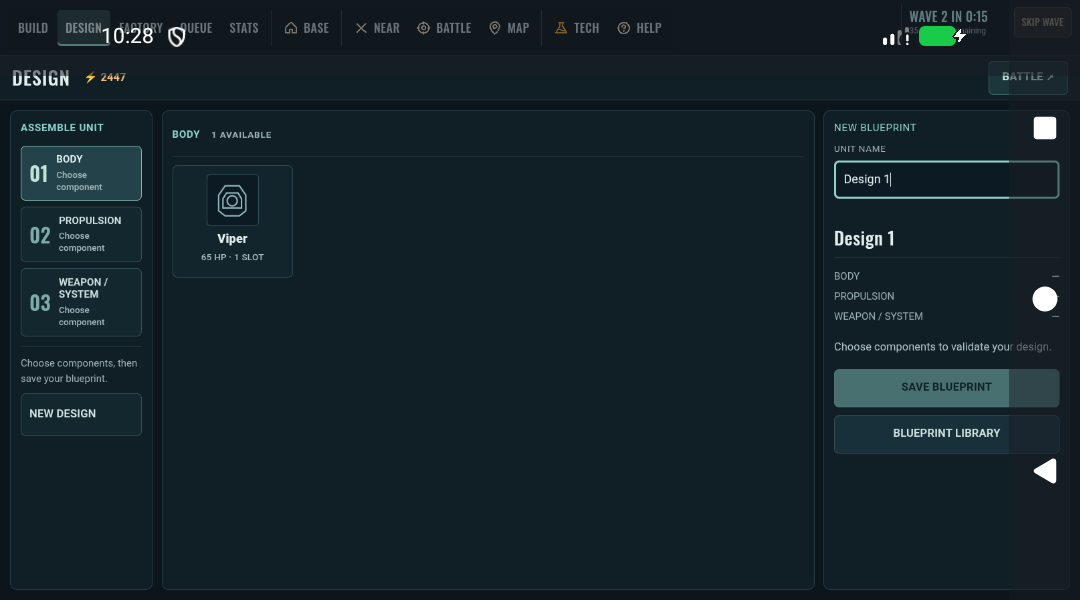 BUILD
DESIGN
FACTORY
QUEUE
STATS
BASE
NEAR
BATTLE
MAP
TECH
HELP
WAVE 2 IN 0:15
SKIP WAVE
10:28
DESIGN
2447
BATTLE ↗
ASSEMBLE UNIT
01
BODY
Choose
component
02
PROPULSION
Choose
component
03
WEAPON /
SYSTEM
Choose
component
Choose components, then
save your blueprint.
NEW DESIGN
BODY 1 AVAILABLE
Viper
65 HP · 1 SLOT
NEW BLUEPRINT
UNIT NAME
Design 1
Design 1
BODY –
PROPULSION
WEAPON / SYSTEM –
Choose components to validate your design.
SAVE BLUEPRINT
BLUEPRINT LIBRARY